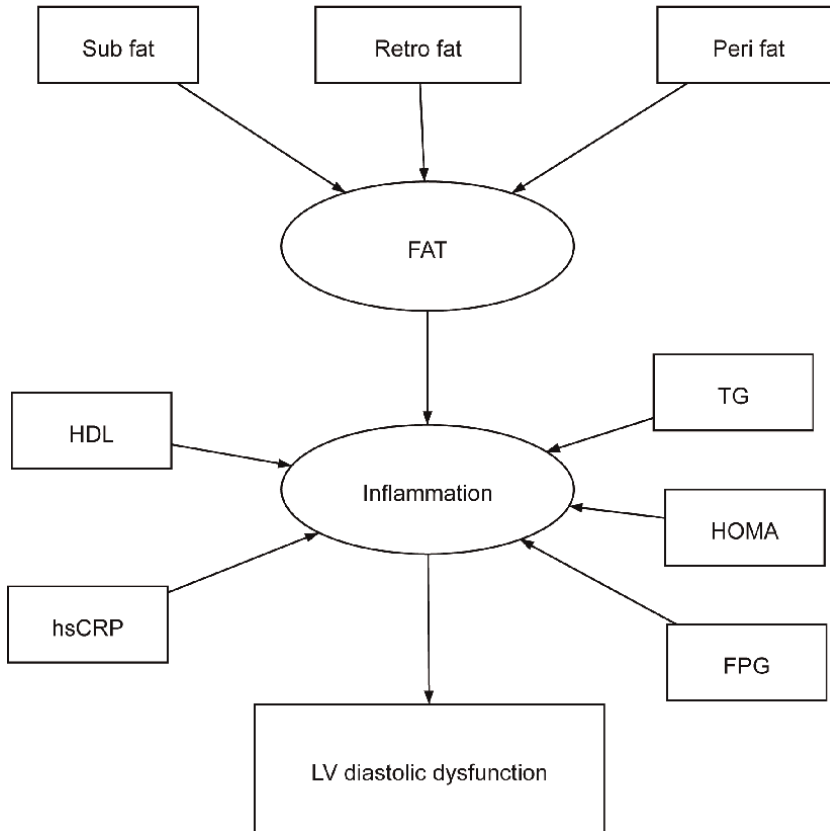 Sub fat
Retro fat
Peri fat
FAT
TG
HDL
Inflammation
HOMA
hsCRP
FPG
LV diastolic dysfunction